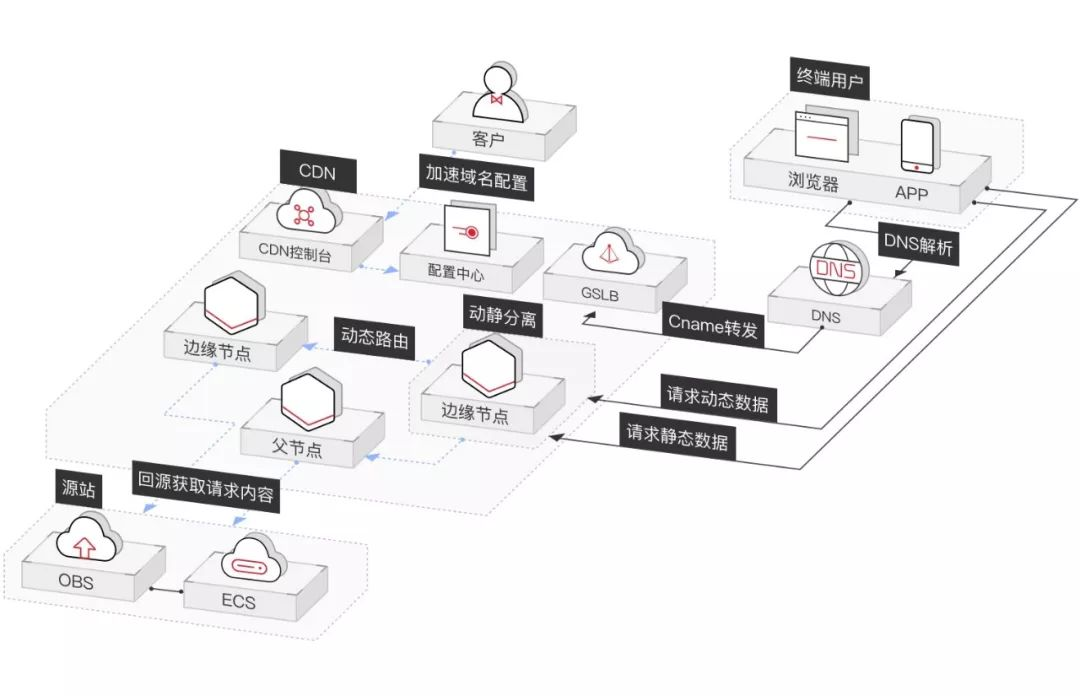 终端用户
客户
浏览器
APP
CDN
加速域名配置
CDN控制台
配置中心
GSLB
DNS解析
DNS
DNS
动静分离
Cname转发
动态路由
边缘节点
边缘节点
请求动态数据
请求静态数据
父节点
源站
回源获取请求内容
OBS
ECS